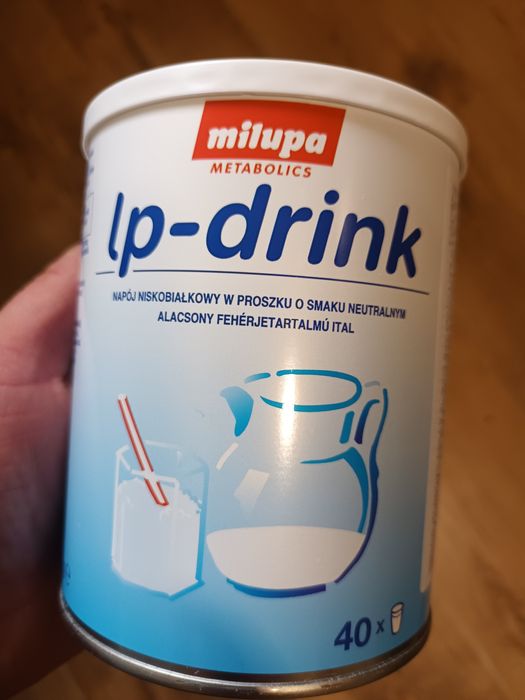 milupa
METABOLICS
lp-drink
NAPÓJ NISKOBIAŁKOWY W PROSZKU O SMAKU NEUTRALNYM
ALACSONY FEHÉRJETARTALMÚ ITAL
40 x